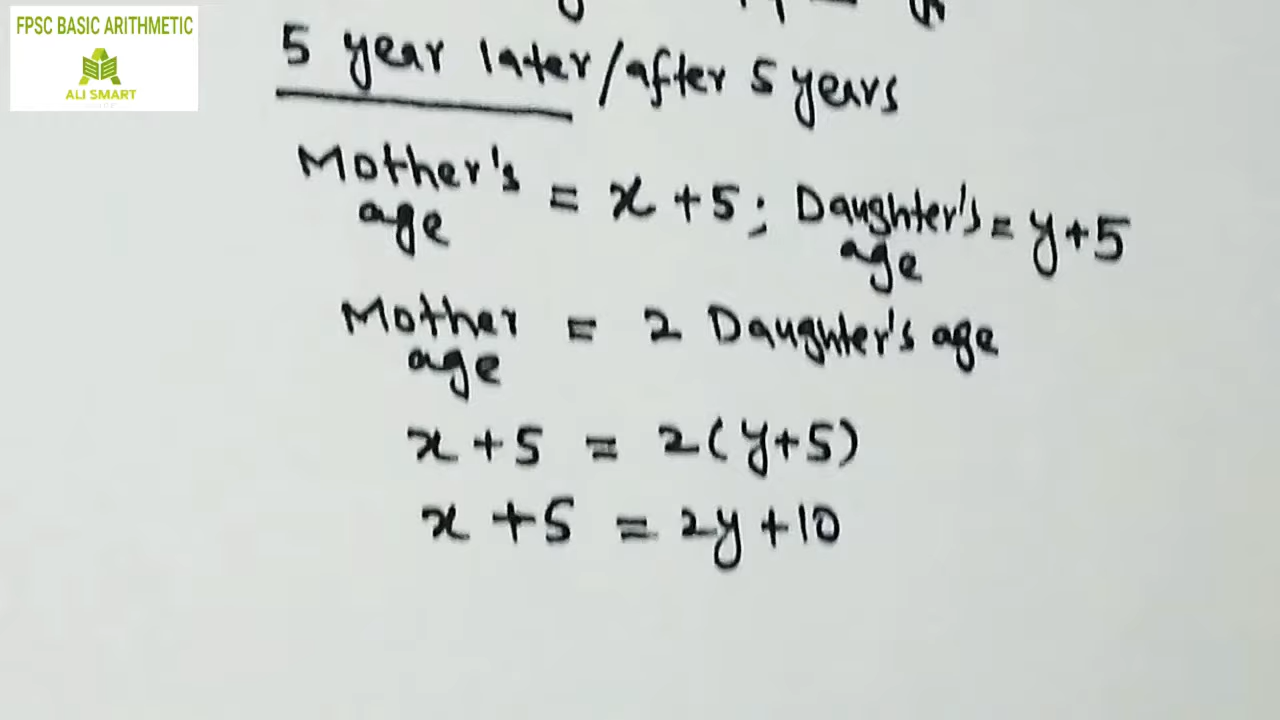 FPSC BASIC ARITHMETIC
ALI SMART
5 year later/after 5 years
Mother's age = x + 5 ; Daughter's age = y + 5
Mother age = 2 Daughter's age
x + 5 = 2(y+5)
x + 5 = 2y + 10